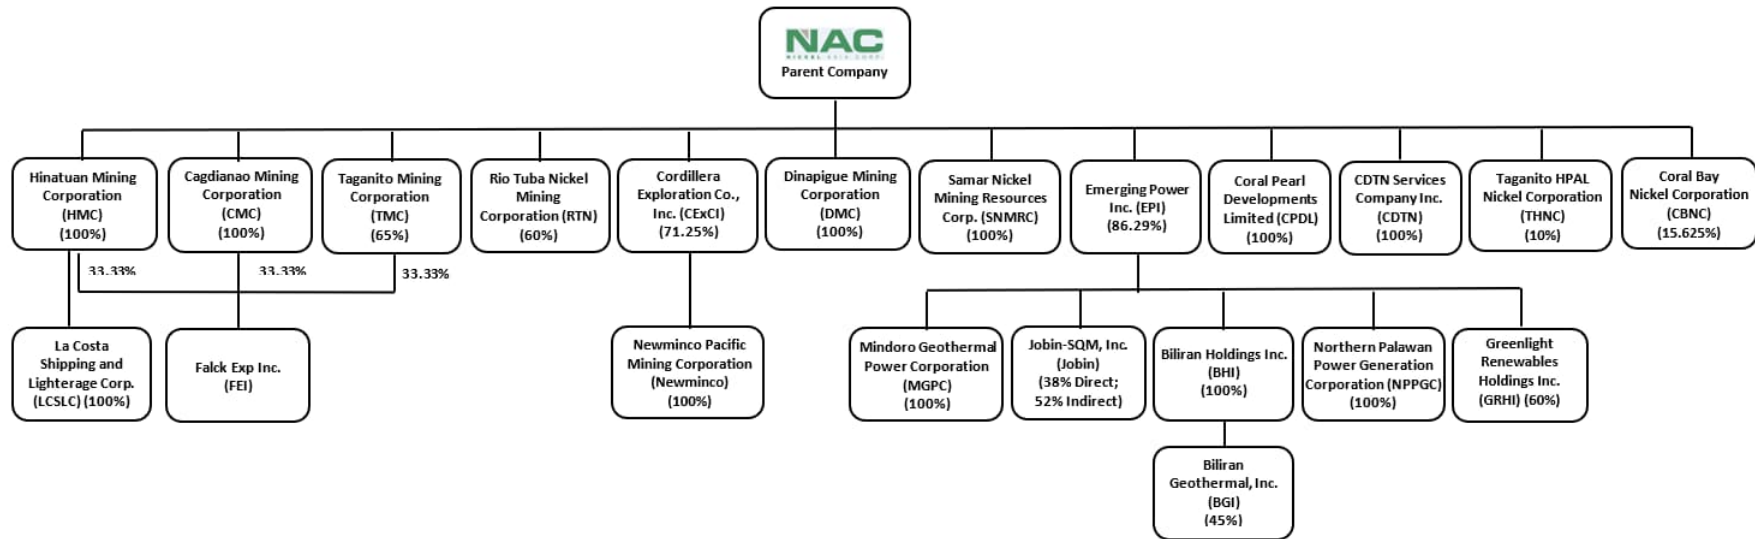 NAC
NICKEL ASIA CORP.
Parent Company
Hinatuan Mining
Corporation
(HMC)
(100%)
Cagdianao Mining
Corporation
(CMC)
(100%)
Taganito Mining
Corporation
(TMC)
(65%)
Rio Tuba Nickel
Mining
Corporation (RTN)
(60%)
Cordillera
Exploration Co.,
Inc. (CExCI)
(71.25%)
Dinapigue Mining
Corporation
(DMC)
(100%)
Samar Nickel
Mining Resources
Corp. (SNMRC)
(100%)
Emerging Power
Inc. (EPI)
(86.29%)
Coral Pearl
Developments
Limited (CPDL)
(100%)
CDTN Services
Company Inc.
(CDTN)
(100%)
Taganito HPAL
Nickel Corporation
(THNC)
(10%)
Coral Bay
Nickel Corporation
(CBNC)
(15.625%)
33.33%
33.33%
33.33%
La Costa
Shipping and
Lighterage Corp.
(LCSLC) (100%)
Falck Exp Inc.
(FEI)
Newminco Pacific
Mining Corporation
(Newminco)
(100%)
Mindoro Geothermal
Power Corporation
(MGPC)
(100%)
Jobin-SQM, Inc.
(Jobin)
(38% Direct;
52% Indirect)
Biliran Holdings Inc.
(BHI)
(100%)
Northern Palawan
Power Generation
Corporation (NPPGC)
(100%)
Greenlight
Renewables
Holdings Inc.
(GRHI) (60%)
Biliran
Geothermal, Inc.
(BGI)
(45%)